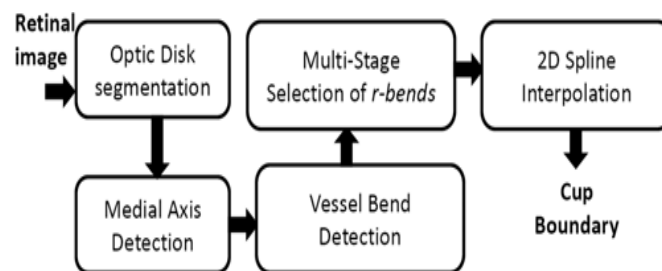 Retinal
image
Optic Disk
segmentation
Medial Axis
Detection
Vessel Bend
Detection
Multi-Stage
Selection of r-bends
2D Spline
Interpolation
Cup
Boundary